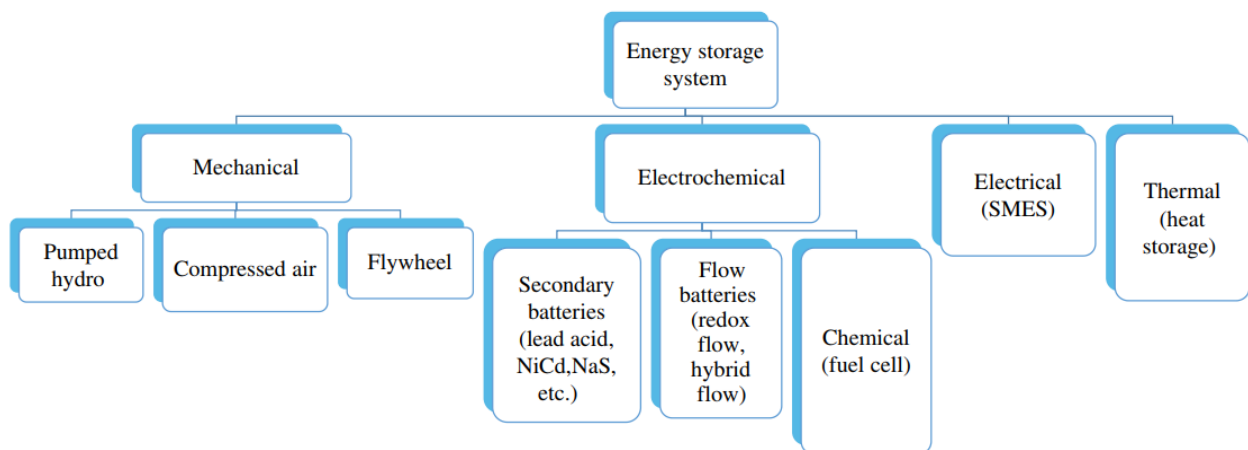 Energy storage
system
Mechanical
Electrochemical
Electrical
(SMES)
Thermal
(heat
storage)
Pumped
hydro
Compressed air
Flywheel
Secondary
batteries
(lead acid,
NiCd,NaS,
etc.)
Flow
batteries
(redox
flow,
hybrid
flow)
Chemical
(fuel cell)